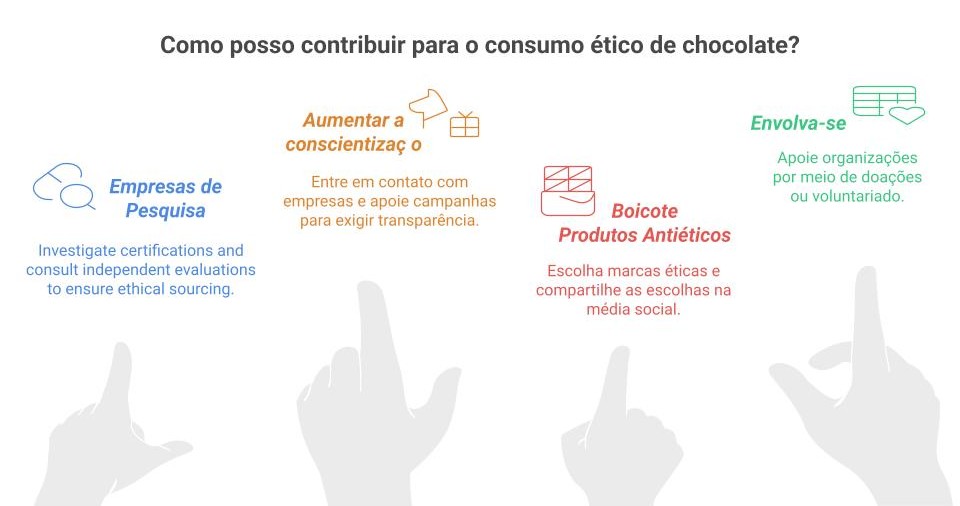 Como posso contribuir para o consumo ético de chocolate?
Empresas de
Pesquisa
Investigate certifications and
consult independent evaluations
to ensure ethical sourcing.
Aumentar a
conscientizaç o
Entre em contato com
empresas e apoie campanhas
para exigir transparência.
Boicote
Produtos Antiéticos
Escolha marcas éticas e
compartilhe as escolhas na
média social.
Envolva-se
Apoie organizações
por meio de doações
ou voluntariado.